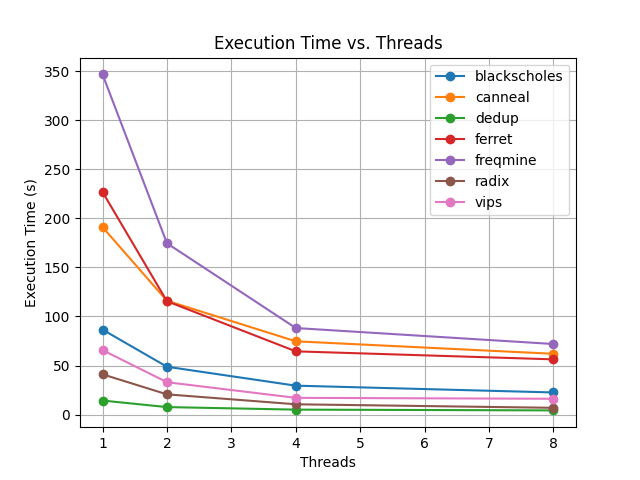 Execution Time vs. Threads
350
300
250
200
150
100
50
0
Execution Time (s)
1
2
3
4
5
6
7
8
Threads
blackscholes
canneal
dedup
ferret
freqmine
radix
vips